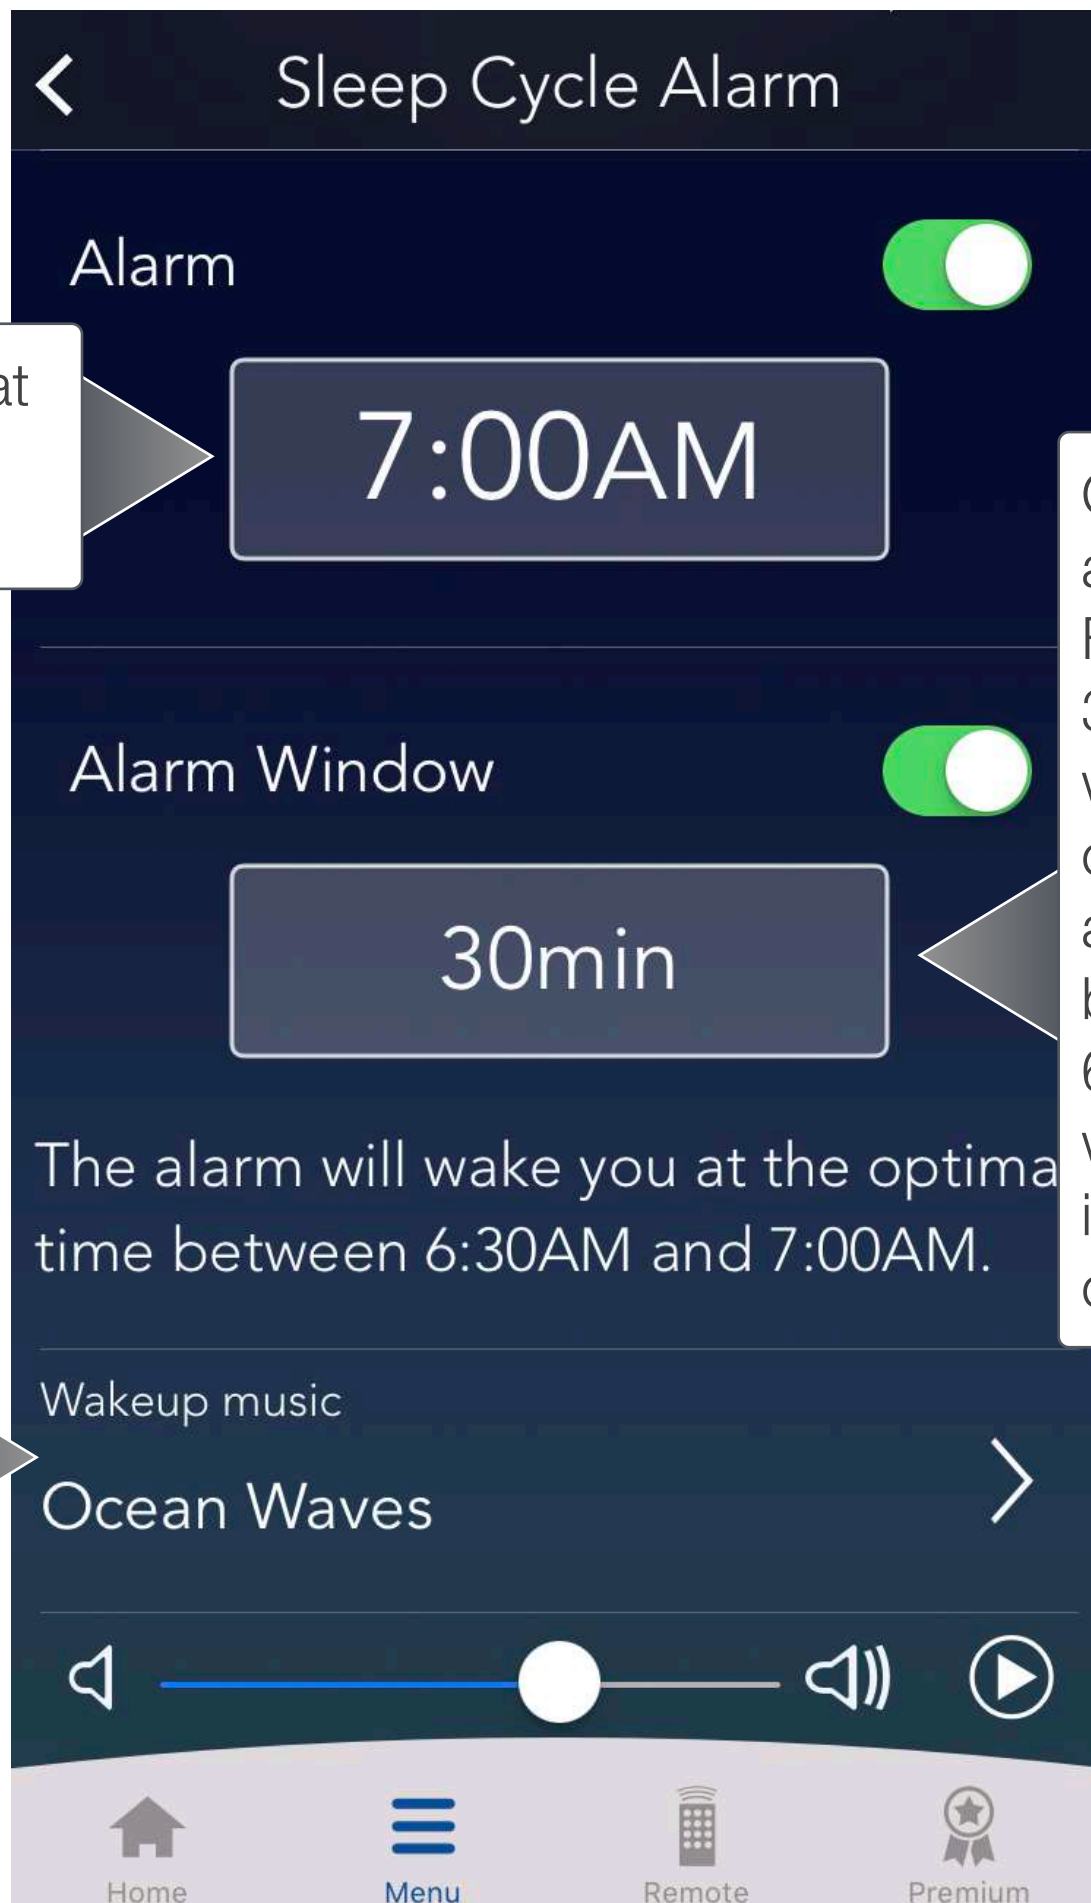 Sleep Cycle Alarm
Alarm
at
7:00AM
Alarm Window
30min
The alarm will wake you at the optima
time between 6:30AM and 7:00AM.
Wakeup music
Ocean Waves
Home Menu Remote Premium